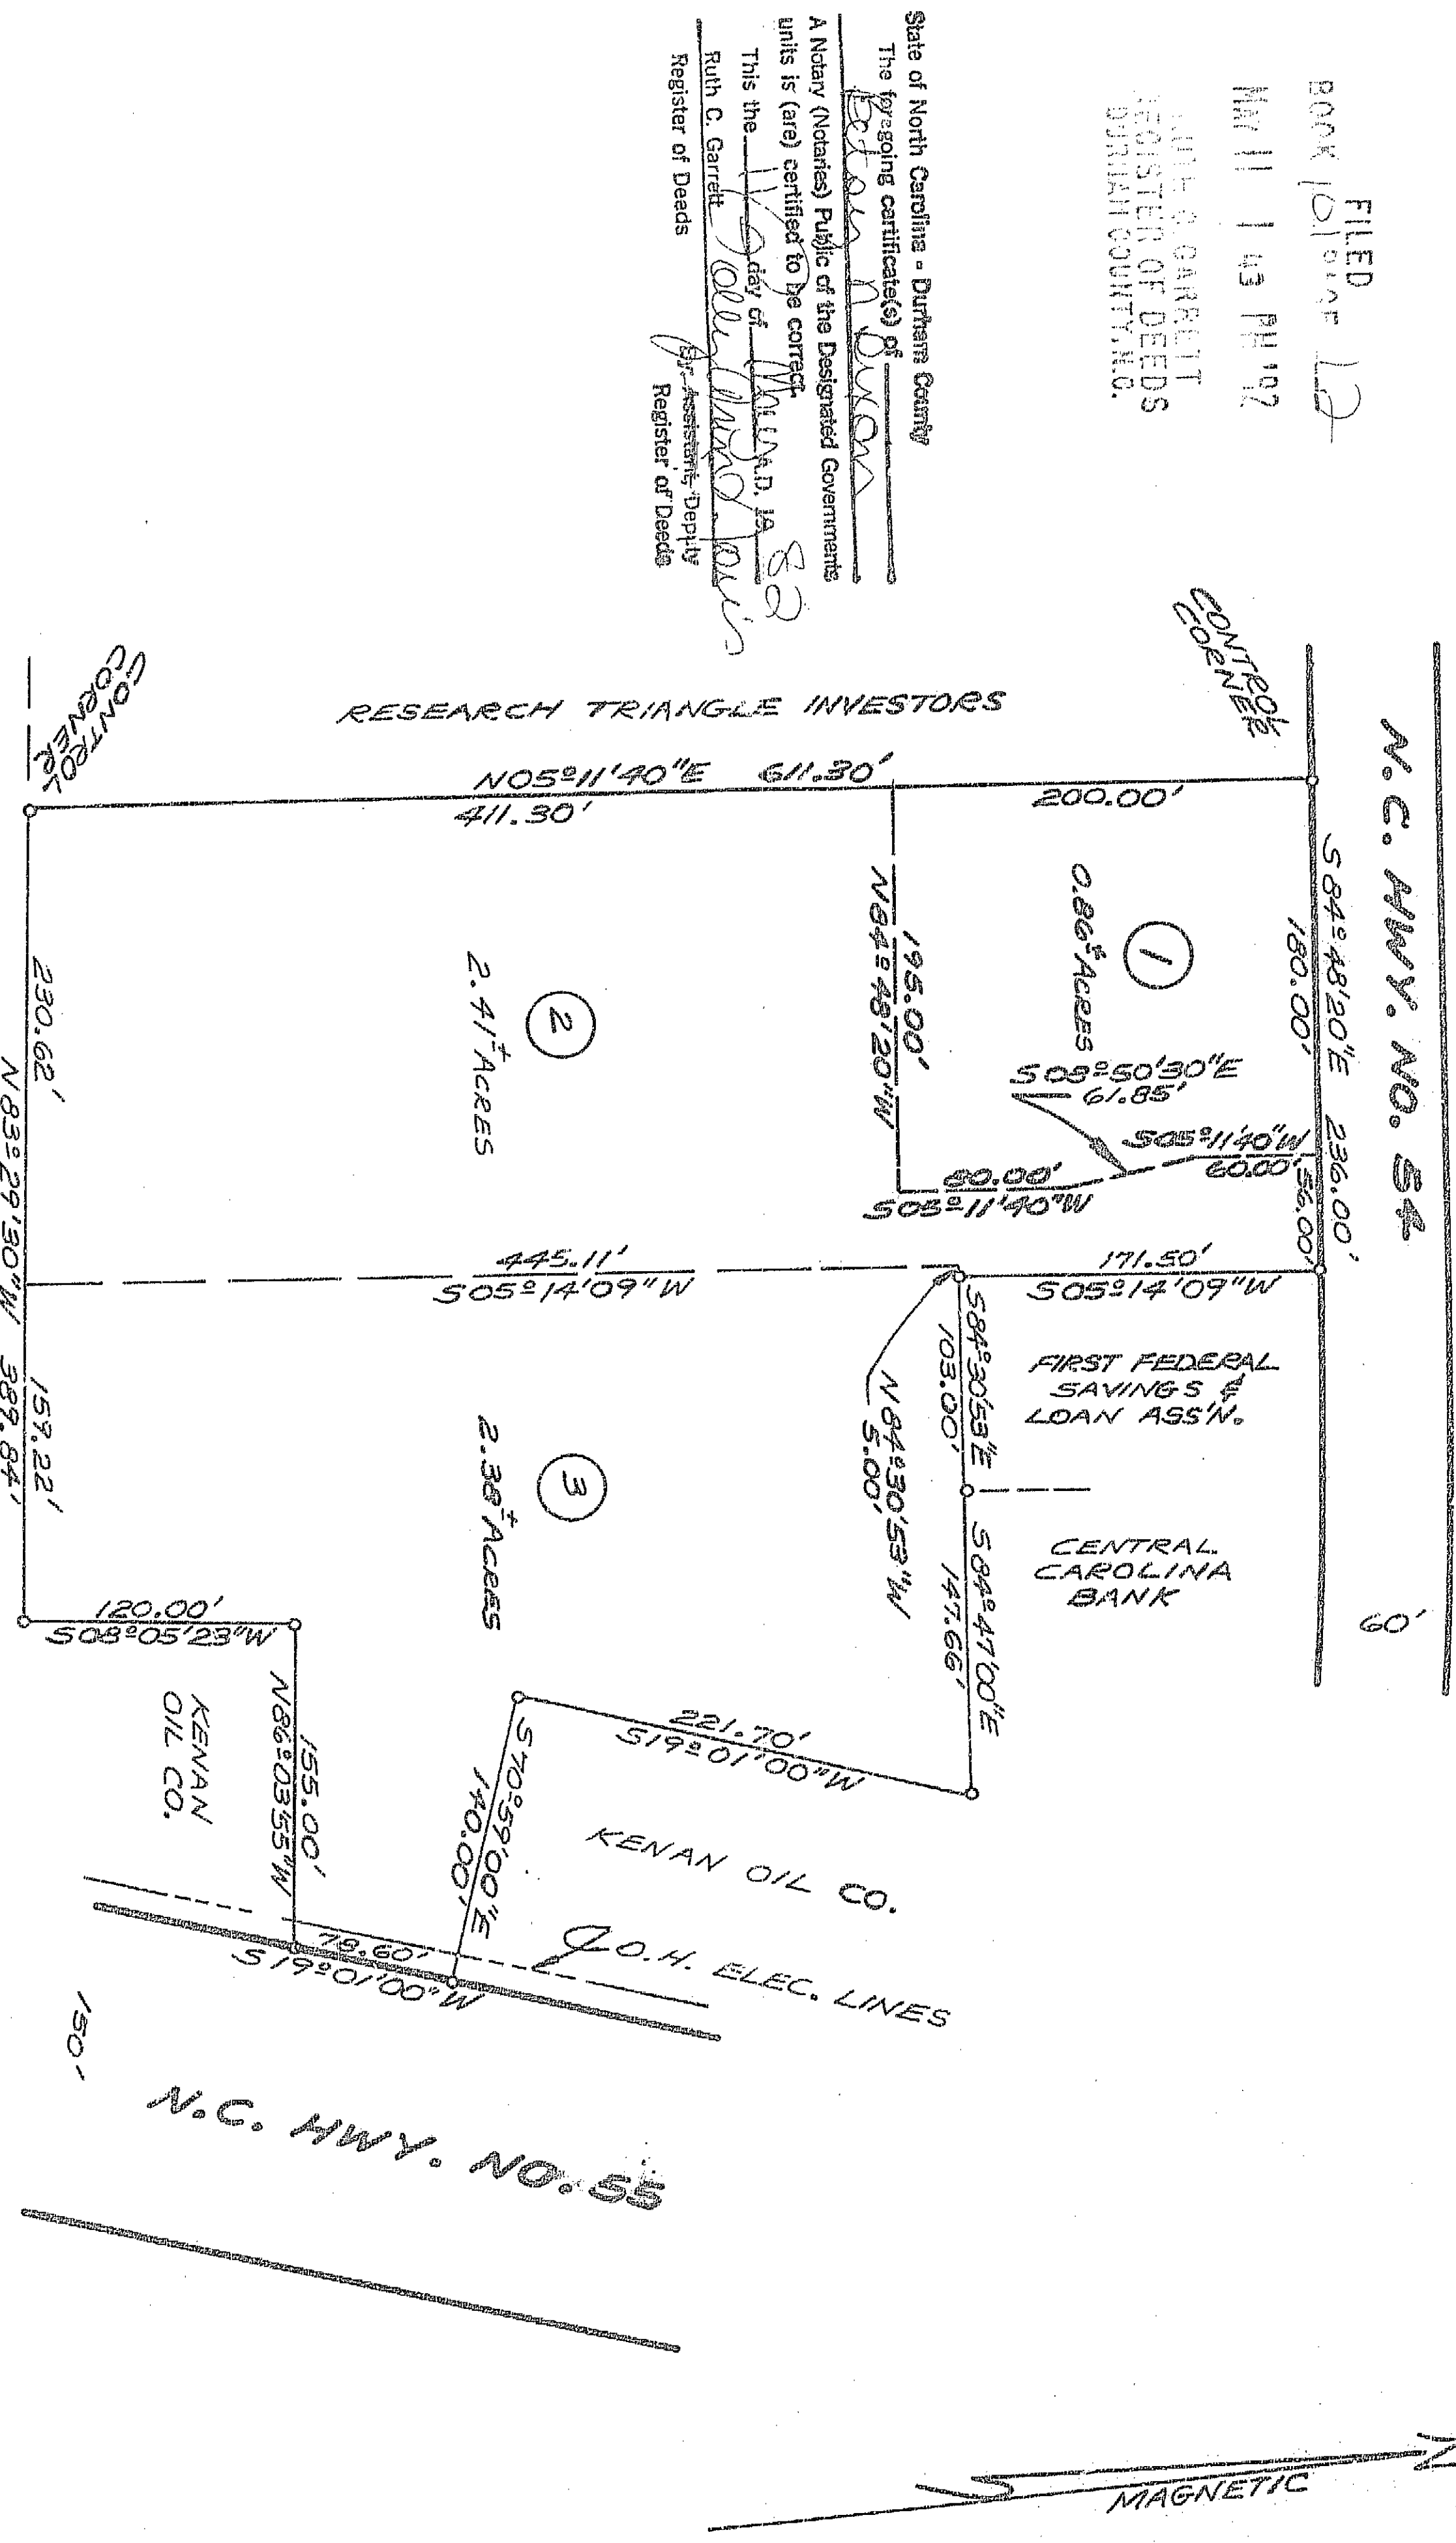 FILED
BOOK 101 PAGE 12
MAY 11 1 43 PM '82
RUTH C. GARRETT
REGISTER OF DEEDS
DURHAM COUNTY, N.C.
State of North Carolina - Durham County
The foregoing certificate(s) of
A Notary (Notaries) Public of the Designated Governments
units is (are) certified to be correct.
This the 11 day of May A.D. 19 82
Ruth C. Garrett
Register of Deeds
By: Assistant, Deputy
Register of Deeds
N.C. HWY. NO. 54
60'
CONTROL
CORNER
S 84°48'20"E 236.00'
180.00'
56.00'
RESEARCH TRIANGLE INVESTORS
N05°11'40"E 611.30'
200.00'
411.30'
1
0.86± ACRES
S05°11'40"W
60.00'
S08°50'30"E
61.85'
80.00'
S05°11'40"W
195.00'
N84°48'20"W
171.50'
S05°14'09"W
FIRST FEDERAL
SAVINGS &
LOAN ASS'N.
CENTRAL
CAROLINA
BANK
S84°30'53"E
103.00'
S84°47'00"E
147.66'
N84°30'53"W
5.00'
2
2.41± ACRES
445.11'
S05°14'09"W
3
2.38± ACRES
221.70'
S19°01'00"W
KENAN OIL CO.
S70°59'00"E
140.00'
O.H. ELEC. LINES
78.60'
S19°01'00"W
155.00'
N86°03'55"W
KENAN
OIL CO.
120.00'
S08°05'23"W
CONTROL
CORNER
230.62'
159.22'
N83°29'30"W 389.84'
150'
N.C. HWY. NO. 55
N
MAGNETIC